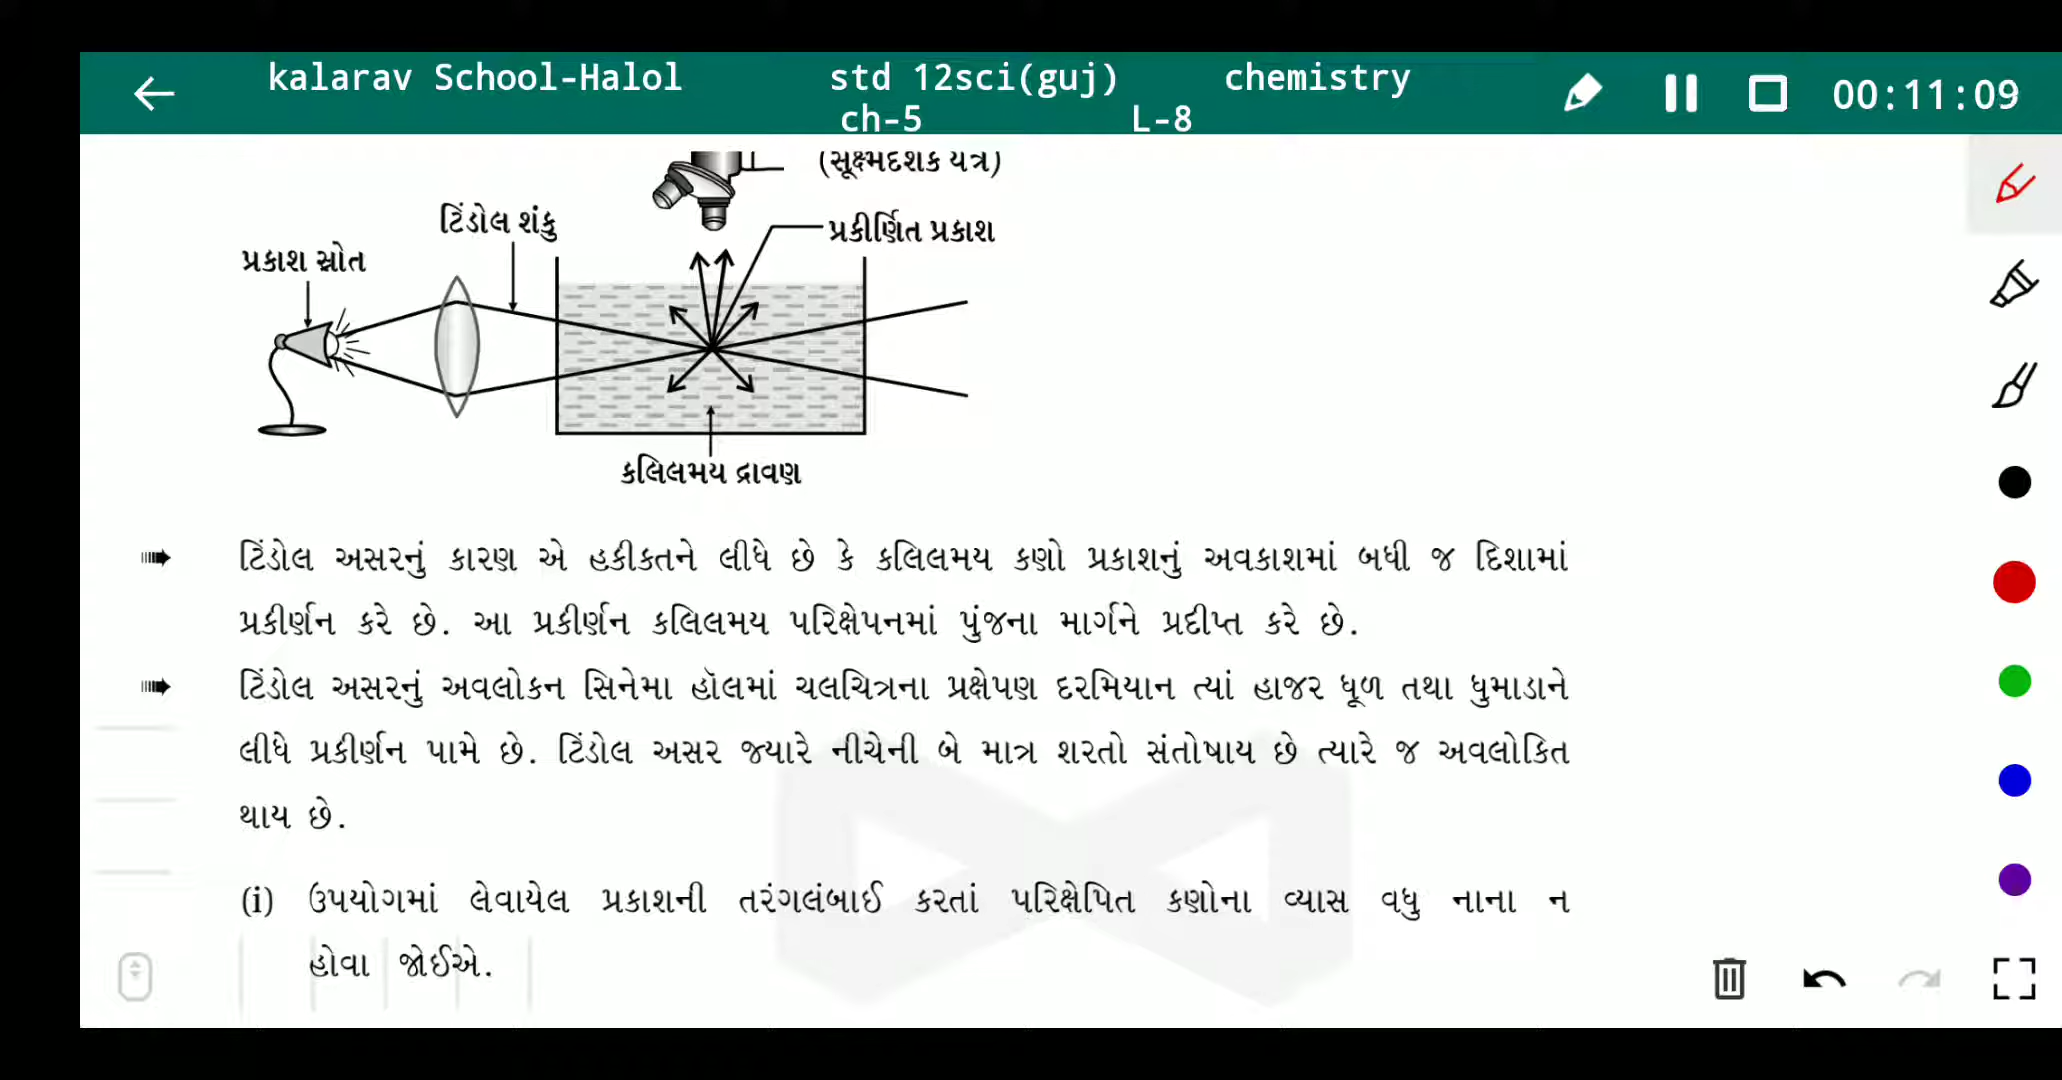 kalarav School-Halol std 12sci(guj) chemistry
ch-5 L-8
00:11:09
(સૂક્ષ્મદર્શક યંત્ર)
ટિંડોલ શંકુ
પ્રકીર્ણિત પ્રકાશ
પ્રકાશ સ્રોત
કલિલમય દ્રાવણ
ટિંડોલ અસરનું કારણ એ હકીકતને લીધે છે કે કલિલમય કણો પ્રકાશનું અવકાશમાં બધી જ દિશામાં
પ્રકીર્ણન કરે છે. આ પ્રકીર્ણન કલિલમય પરિક્ષેપનમાં પુંજના માર્ગને પ્રદીપ્ત કરે છે.
ટિંડોલ અસરનું અવલોકન સિનેમા હૉલમાં ચલચિત્રના પ્રક્ષેપણ દરમિયાન ત્યાં હાજર ધૂળ તથા ધુમાડાને
લીધે પ્રકીર્ણન પામે છે. ટિંડોલ અસર જ્યારે નીચેની બે માત્ર શરતો સંતોષાય છે ત્યારે જ અવલોકિત
થાય છે.
(i) ઉપયોગમાં લેવાયેલ પ્રકાશની તરંગલંબાઈ કરતાં પરિક્ષેપિત કણોના વ્યાસ વધુ નાના ન
હોવા જોઈએ.